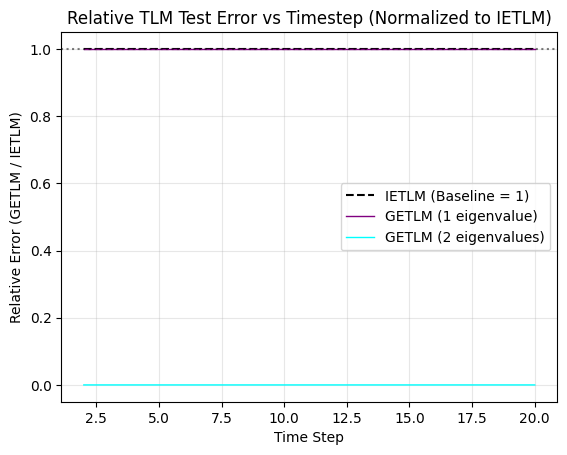 Relative TLM Test Error vs Timestep (Normalized to IETLM)
Relative Error (GETLM / IETLM)
1.0
0.8
0.6
0.4
0.2
0.0
IETLM (Baseline = 1)
GETLM (1 eigenvalue)
GETLM (2 eigenvalues)
2.5 5.0 7.5 10.0 12.5 15.0 17.5 20.0
Time Step